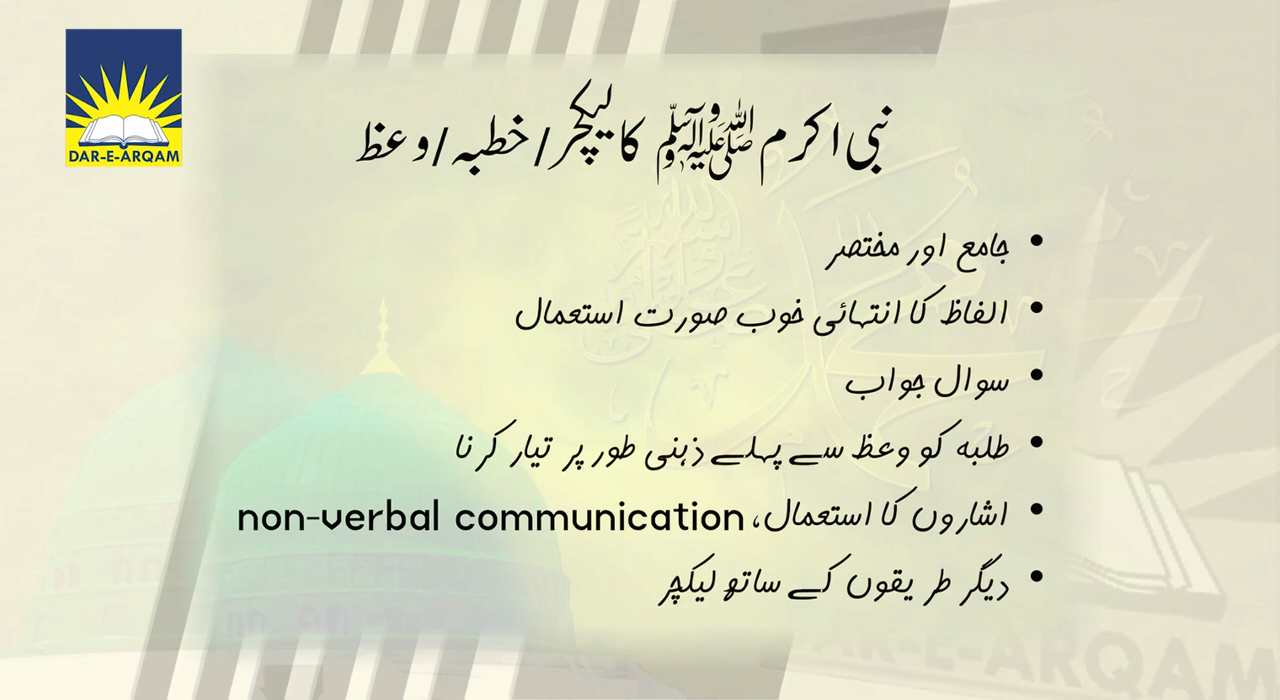 DAR-E-ARQAM
نبی اکرم ﷺ کا لیکچر/خطبہ/وعظ
• جامع اور مختصر
• الفاظ کا انتہائی خوب صورت استعمال
• سوال جواب
• طلبہ کو وعظ سے پہلے ذہنی طور پر تیار کرنا
• اشاروں کا استعمال، non-verbal communication
• دیگر طریقوں کے ساتھ لیکچر
DAR-E-ARQAM